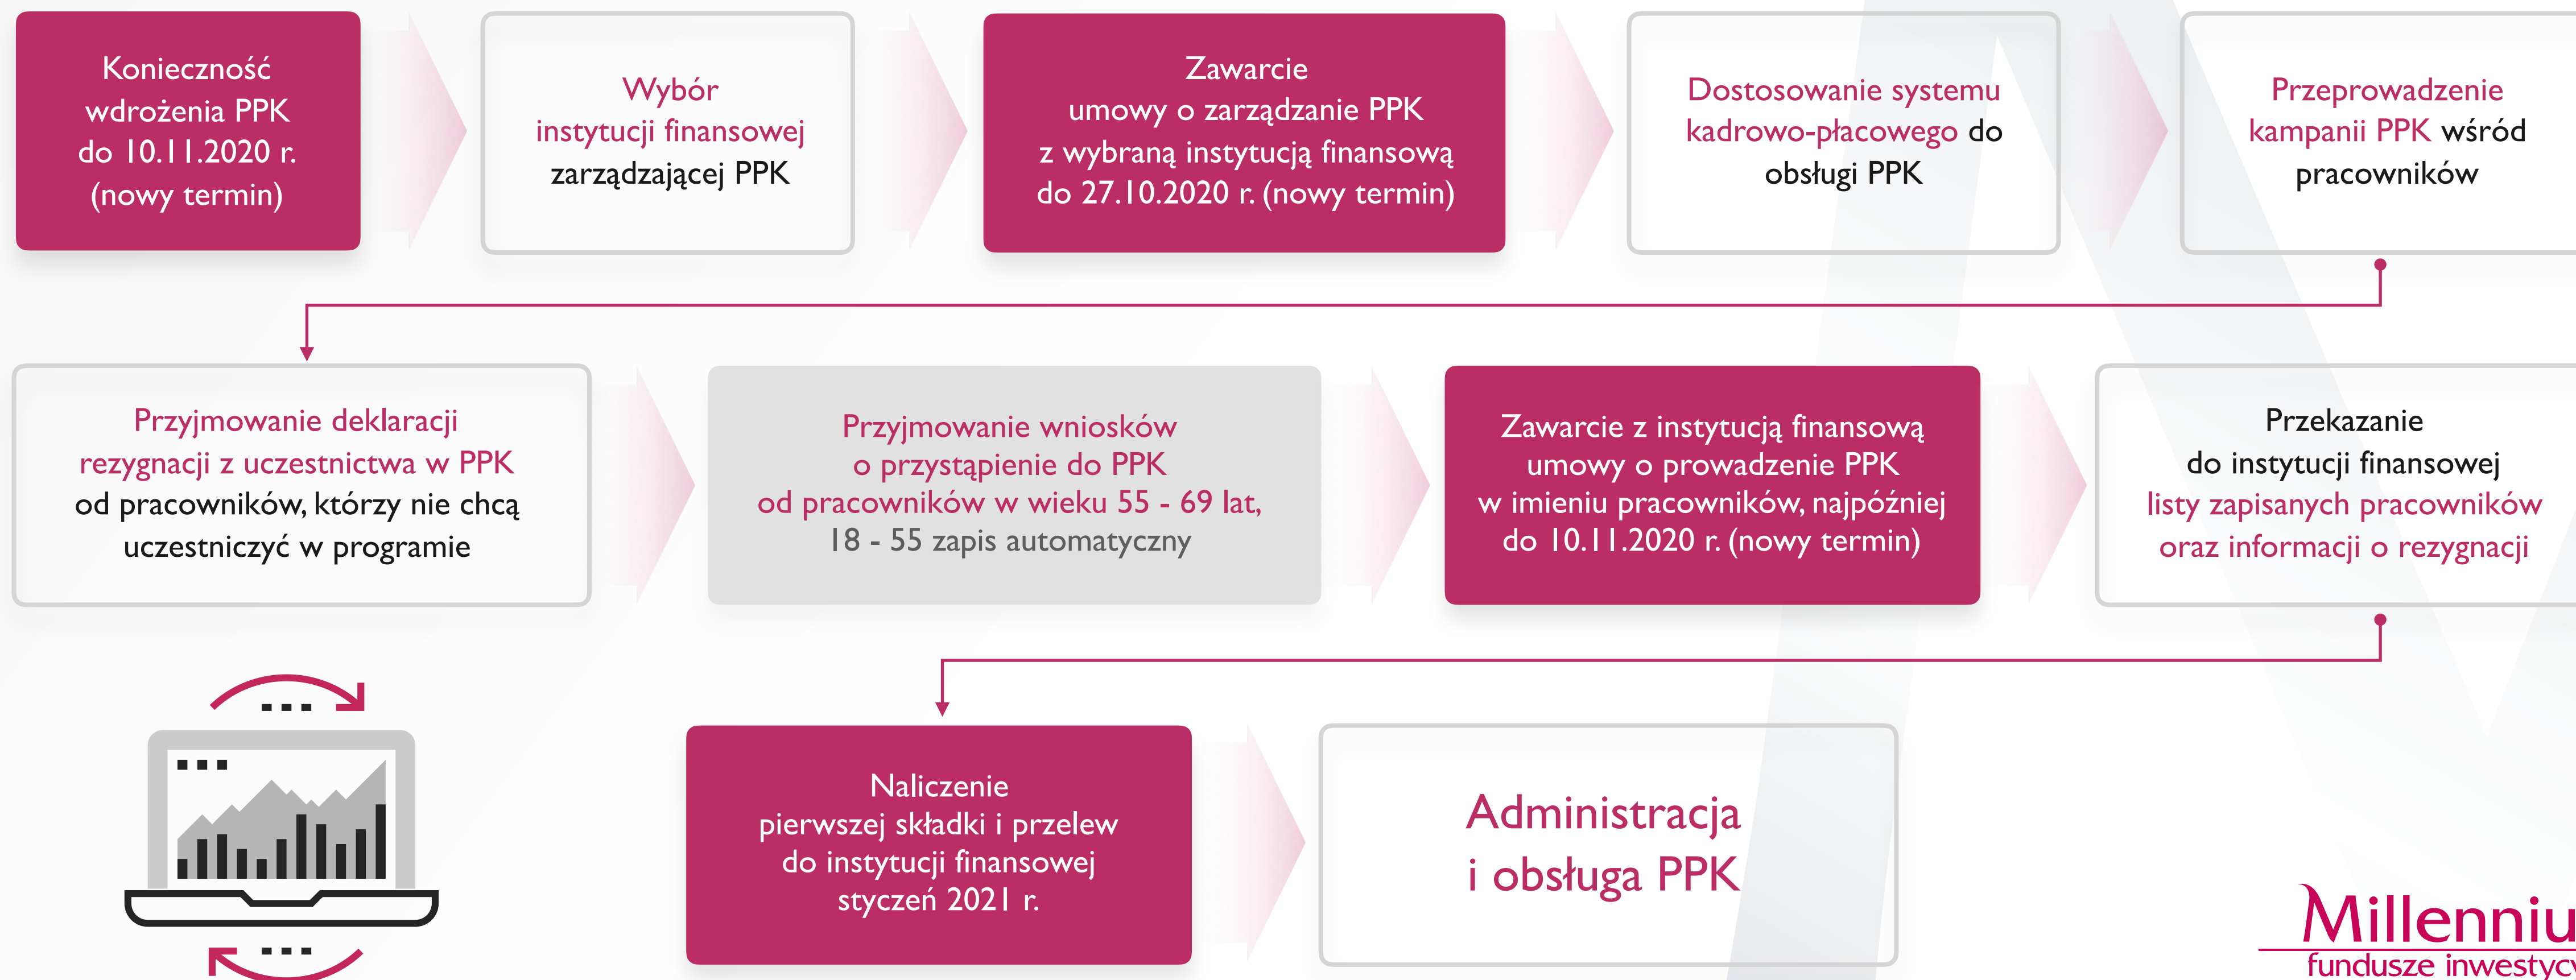 Konieczność
wdrożenia PPK
do 10.11.2020 r.
(nowy termin)
Wybór
instytucji finansowej
zarządzającej PPK
Zawarcie
umowy o zarządzanie PPK
z wybraną instytucją finansową
do 27.10.2020 r. (nowy termin)
Dostosowanie systemu
kadrowo-płacowego do
obsługi PPK
Przeprowadzenie
kampanii PPK wśród
pracowników
Przyjmowanie deklaracji
rezygnacji z uczestnictwa w PPK
od pracowników, którzy nie chcą
uczestniczyć w programie
Przyjmowanie wniosków
o przystąpienie do PPK
od pracowników w wieku 55 - 69 lat,
18 - 55 zapis automatyczny
Zawarcie z instytucją finansową
umowy o prowadzenie PPK
w imieniu pracowników, najpóźniej
do 10.11.2020 r. (nowy termin)
Przekazanie
do instytucji finansowej
listy zapisanych pracowników
oraz informacji o rezygnacji
Naliczenie
pierwszej składki i przelew
do instytucji finansowej
styczeń 2021 r.
Administracja
i obsługa PPK
Millenniu
fundusze inwestycy